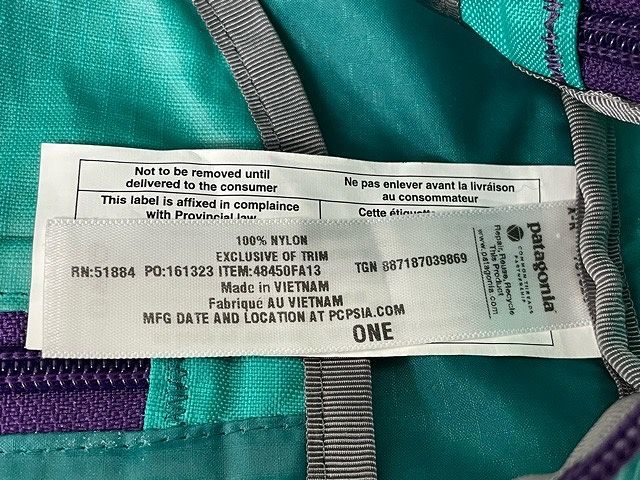 Not to be removed until
delivered to the consumer
Ne pas enlever avant la livraison
au consommateur
This label is affixed in complaince
with Provincial law
Cette
100% NYLON
EXCLUSIVE OF TRIM
RN:51884 PO:161323 ITEM:48450FA13
TGN 887187039869
Made in VIETNAM
Fabriqué AU VIETNAM
MFG DATE AND LOCATION AT PCPSIA.COM
ONE
patagonia
COMMON THREADS
PARTNERSHIP
Repair, Reuse, Recycle
This Product
www.patagonia.com